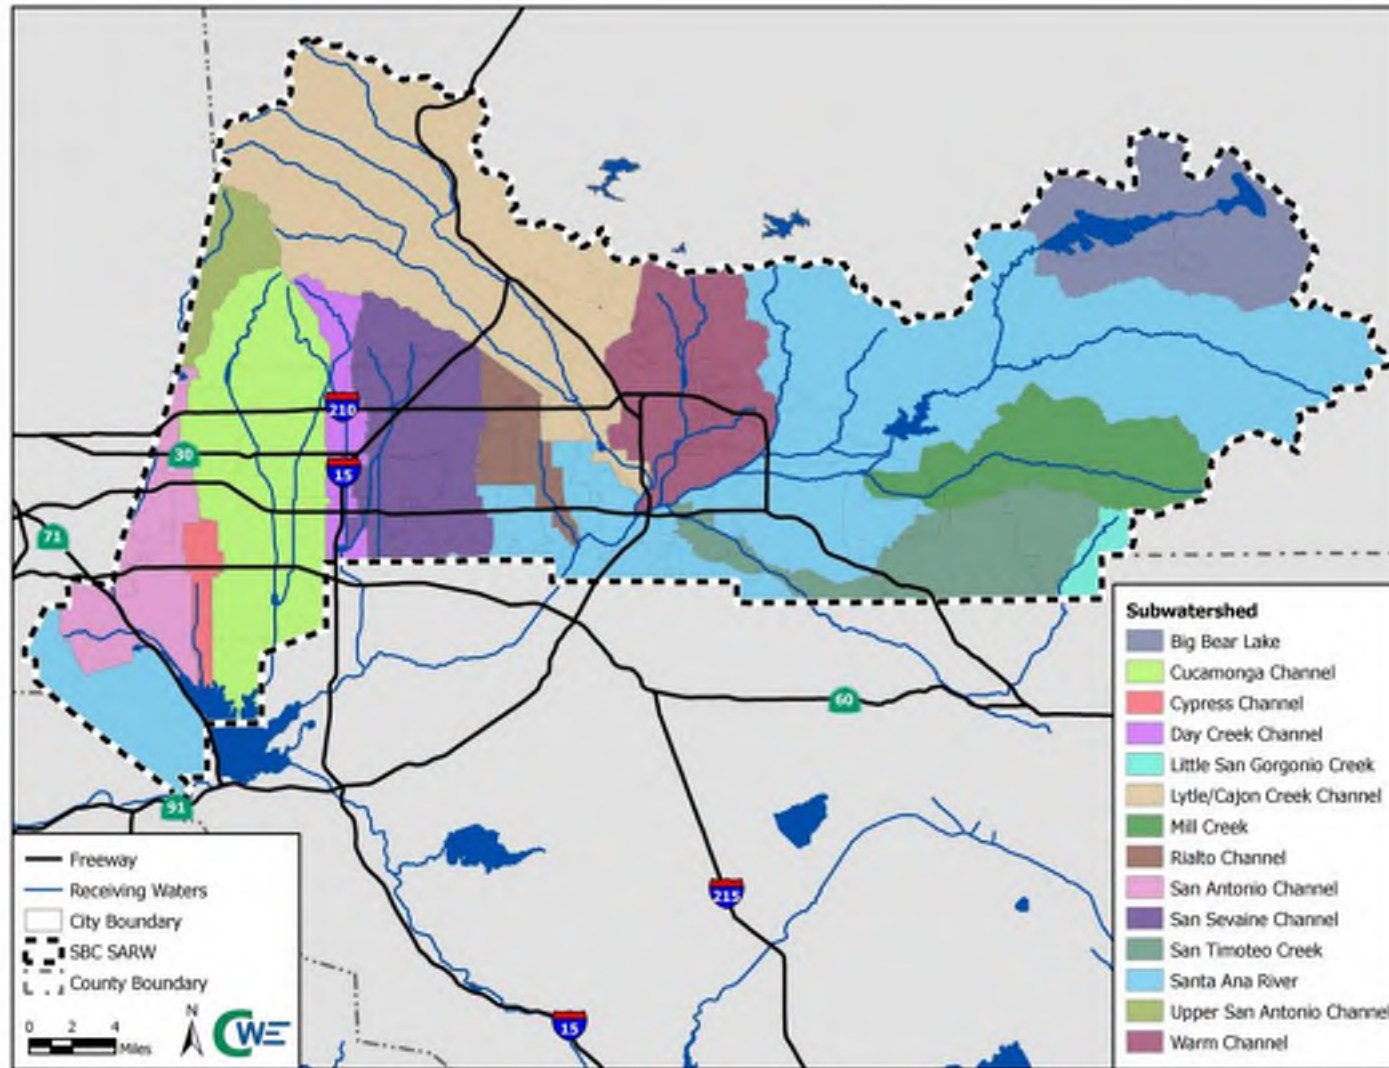 210
30
15
71
60
91
215
15
Subwatershed
Big Bear Lake
Cucamonga Channel
Cypress Channel
Day Creek Channel
Little San Gorgonio Creek
Lytle/Cajon Creek Channel
Mill Creek
Rialto Channel
San Antonio Channel
San Sevaine Channel
San Timoteo Creek
Santa Ana River
Upper San Antonio Channel
Warm Channel
Freeway
Receiving Waters
City Boundary
SBC SARW
County Boundary
0 2 4
Miles
N
CWE